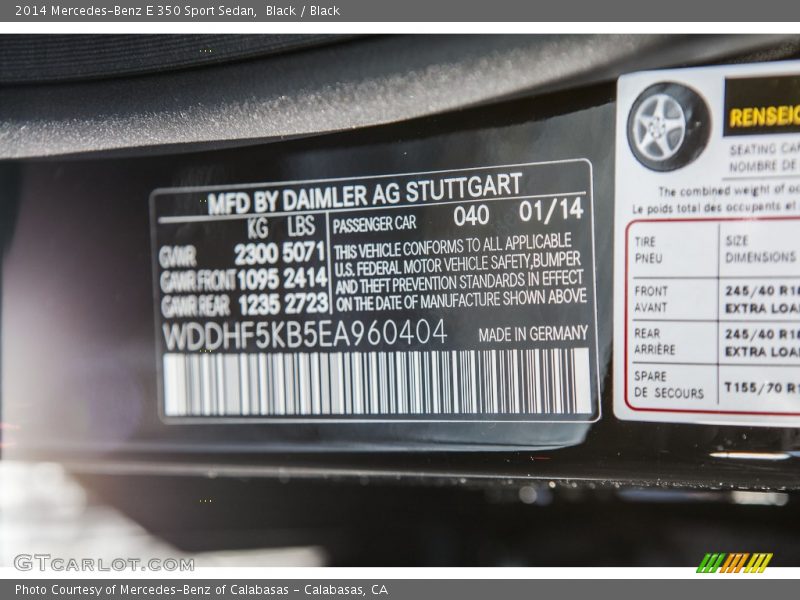 2014 Mercedes-Benz E 350 Sport Sedan,  Black / Black
MFD BY DAIMLER AG STUTTGART
KG LBS
GVWR 2300 5071
GAWR FRONT 1095 2414
GAWR REAR 1235 2723
PASSENGER CAR 040 01/14
THIS VEHICLE CONFORMS TO ALL APPLICABLE
U.S. FEDERAL MOTOR VEHICLE SAFETY, BUMPER
AND THEFT PREVENTION STANDARDS IN EFFECT
ON THE DATE OF MANUFACTURE SHOWN ABOVE
WDDHF5KB5EA960404 MADE IN GERMANY
RENSEIG
SEATING CA
NOMBRE DE
The combined weight of oc
Le poids total des occupants et
TIRE SIZE
PNEU DIMENSIONS
FRONT 245/40 R18
AVANT EXTRA LOA
REAR 245/40 R18
ARRIÈRE EXTRA LOA
SPARE
DE SECOURS T155/70 R1
GTCARLOT.COM
Photo Courtesy of Mercedes-Benz of Calabasas - Calabasas, CA